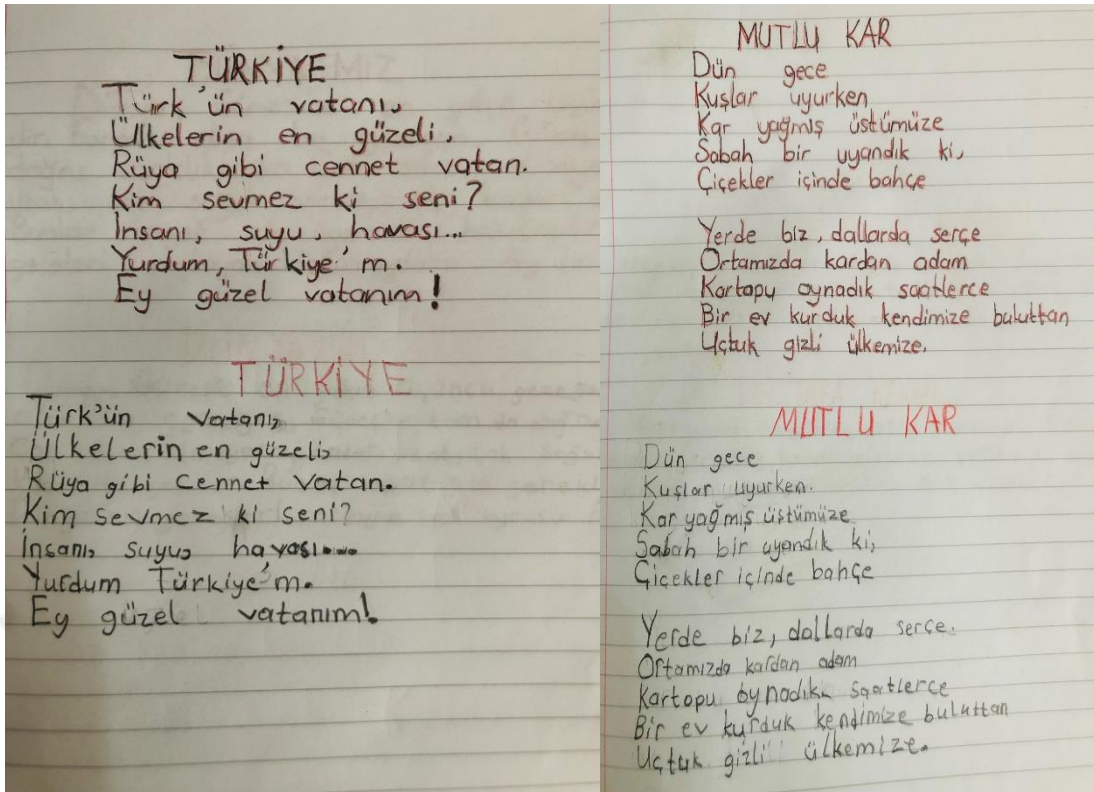 TÜRKİYE
Türk'ün vatanı,
Ülkelerin en güzeli,
Rüya gibi cennet vatan.
Kim sevmez ki seni?
İnsanı, suyu, havası...
Yurdum, Türkiye'm.
Ey güzel vatanım!
TÜRKİYE
Türk'ün vatanı,
Ülkelerin en güzeli,
Rüya gibi cennet vatan.
Kim sevmez ki seni?
İnsanı, suyu, havası....
Yurdum Türkiye'm.
Ey güzel vatanım!
MUTLU KAR
Dün gece
Kuşlar uyurken
Kar yağmış üstümüze
Sabah bir uyandık ki,
Çiçekler içinde bahçe
Yerde biz, dallarda serçe
Ortamızda kardan adam
Kartopu oynadık saatlerce
Bir ev kurduk kendimize buluttan
Uçtuk gizli ülkemize.
MUTLU KAR
Dün gece
Kuşlar uyurken.
Kar yağmış üstümüze
Sabah bir uyandık ki,
Çiçekler içinde bahçe
Yerde biz, dallarda serçe.
Ortamızda kardan adam
Kartopu oynadık saatlerce
Bir ev kurduk kendimize buluttan
Uçtuk gizli ülkemize.